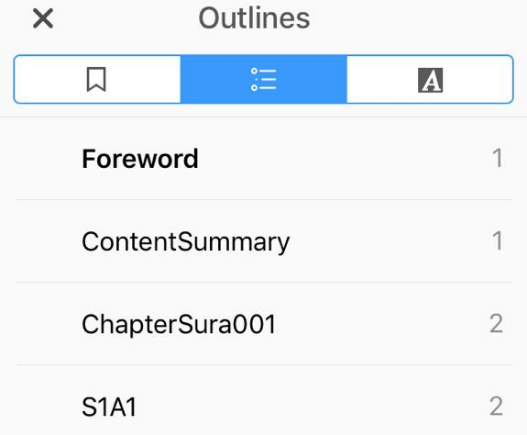 Outlines
A
Foreword 1
ContentSummary 1
ChapterSura001 2
S1A1 2